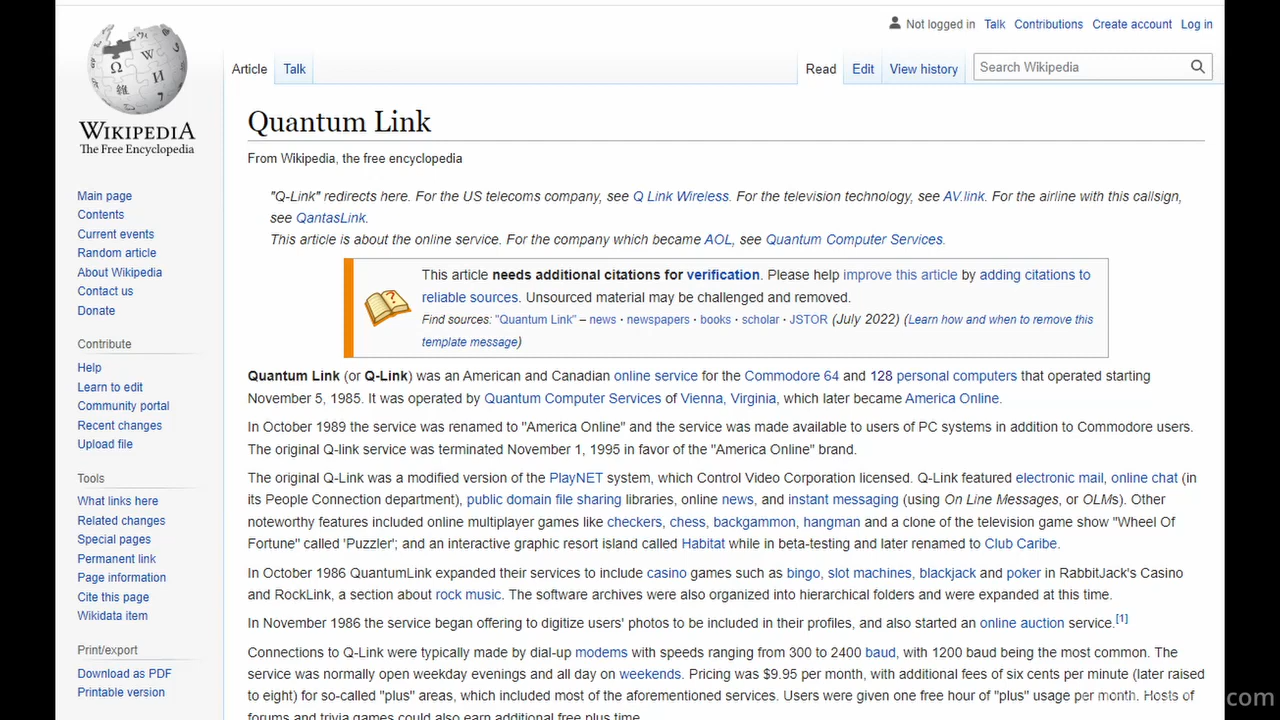 Not logged in Talk Contributions Create account Log in
Article Talk Read Edit View history Search Wikipedia
WIKIPEDIA
The Free Encyclopedia
Main page
Contents
Current events
Random article
About Wikipedia
Contact us
Donate
Contribute
Help
Learn to edit
Community portal
Recent changes
Upload file
Tools
What links here
Related changes
Special pages
Permanent link
Page information
Cite this page
Wikidata item
Print/export
Download as PDF
Printable version
Quantum Link
From Wikipedia, the free encyclopedia
"Q-Link" redirects here. For the US telecoms company, see Q Link Wireless. For the television technology, see AV.link. For the airline with this callsign,
see QantasLink.
This article is about the online service. For the company which became AOL, see Quantum Computer Services.
This article needs additional citations for verification. Please help improve this article by adding citations to
reliable sources. Unsourced material may be challenged and removed.
Find sources: "Quantum Link" – news · newspapers · books · scholar · JSTOR (July 2022) (Learn how and when to remove this
template message)
Quantum Link (or Q-Link) was an American and Canadian online service for the Commodore 64 and 128 personal computers that operated starting
November 5, 1985. It was operated by Quantum Computer Services of Vienna, Virginia, which later became America Online.
In October 1989 the service was renamed to "America Online" and the service was made available to users of PC systems in addition to Commodore users.
The original Q-link service was terminated November 1, 1995 in favor of the "America Online" brand.
The original Q-Link was a modified version of the PlayNET system, which Control Video Corporation licensed. Q-Link featured electronic mail, online chat (in
its People Connection department), public domain file sharing libraries, online news, and instant messaging (using On Line Messages, or OLMs). Other
noteworthy features included online multiplayer games like checkers, chess, backgammon, hangman and a clone of the television game show "Wheel Of
Fortune" called 'Puzzler'; and an interactive graphic resort island called Habitat while in beta-testing and later renamed to Club Caribe.
In October 1986 QuantumLink expanded their services to include casino games such as bingo, slot machines, blackjack and poker in RabbitJack's Casino
and RockLink, a section about rock music. The software archives were also organized into hierarchical folders and were expanded at this time.
In November 1986 the service began offering to digitize users' photos to be included in their profiles, and also started an online auction service.[1]
Connections to Q-Link were typically made by dial-up modems with speeds ranging from 300 to 2400 baud, with 1200 baud being the most common. The
service was normally open weekday evenings and all day on weekends. Pricing was $9.95 per month, with additional fees of six cents per minute (later raised
to eight) for so-called "plus" areas, which included most of the aforementioned services. Users were given one free hour of "plus" usage per month. Hosts of
forums and trivia games could also earn additional free plus time.
com